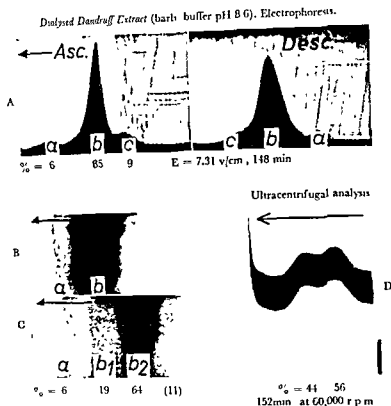 Dialysed Dandruff Extract (barb buffer pH 8 6). Electrophoresis.
Asc. Desc.
A
a b c c b a
% = 6 85 9 E = 7.31 v/cm, 148 min
Ultracentrifugal analysis
B
a b
D
C
a b1 b2
% = 6 19 64 (11)
% = 44 56
152min at 60,000 r p m